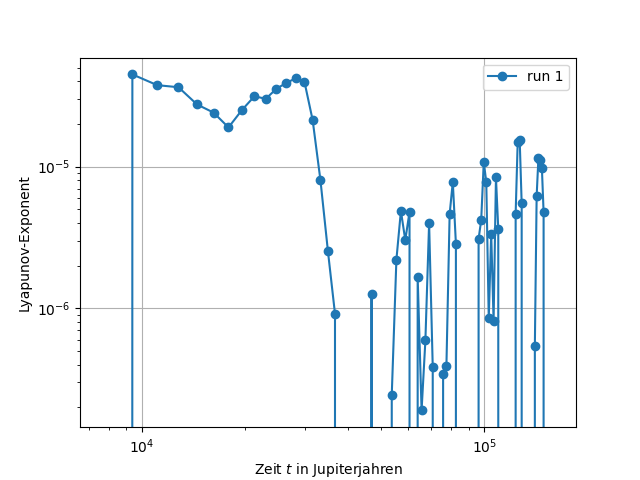 run 1
10⁻⁵
10⁻⁶
Lyapunov-Exponent
10⁴
10⁵
Zeit t in Jupiterjahren